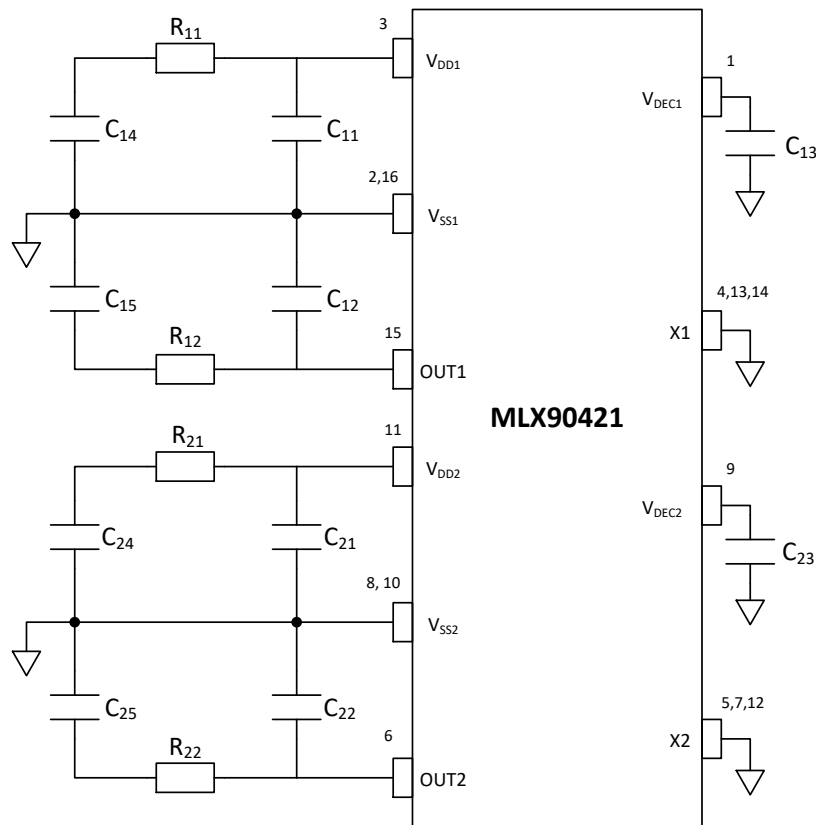 R11
3
VDD1
1
VDEC1
C14
C11
C13
2,16
VSS1
C15
C12
4,13,14
X1
R12
15
OUT1
MLX90421
R21
11
VDD2
9
VDEC2
C24
C21
C23
8, 10
VSS2
C25
C22
5,7,12
X2
R22
6
OUT2